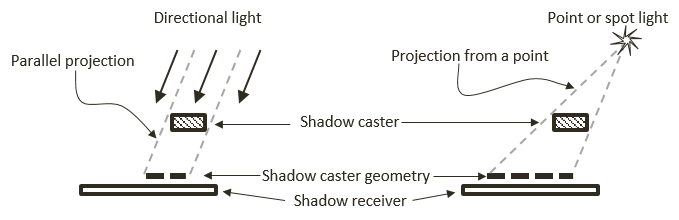 Directional light
Point or spot light
Parallel projection
Projection from a point
Shadow caster
Shadow caster geometry
Shadow receiver